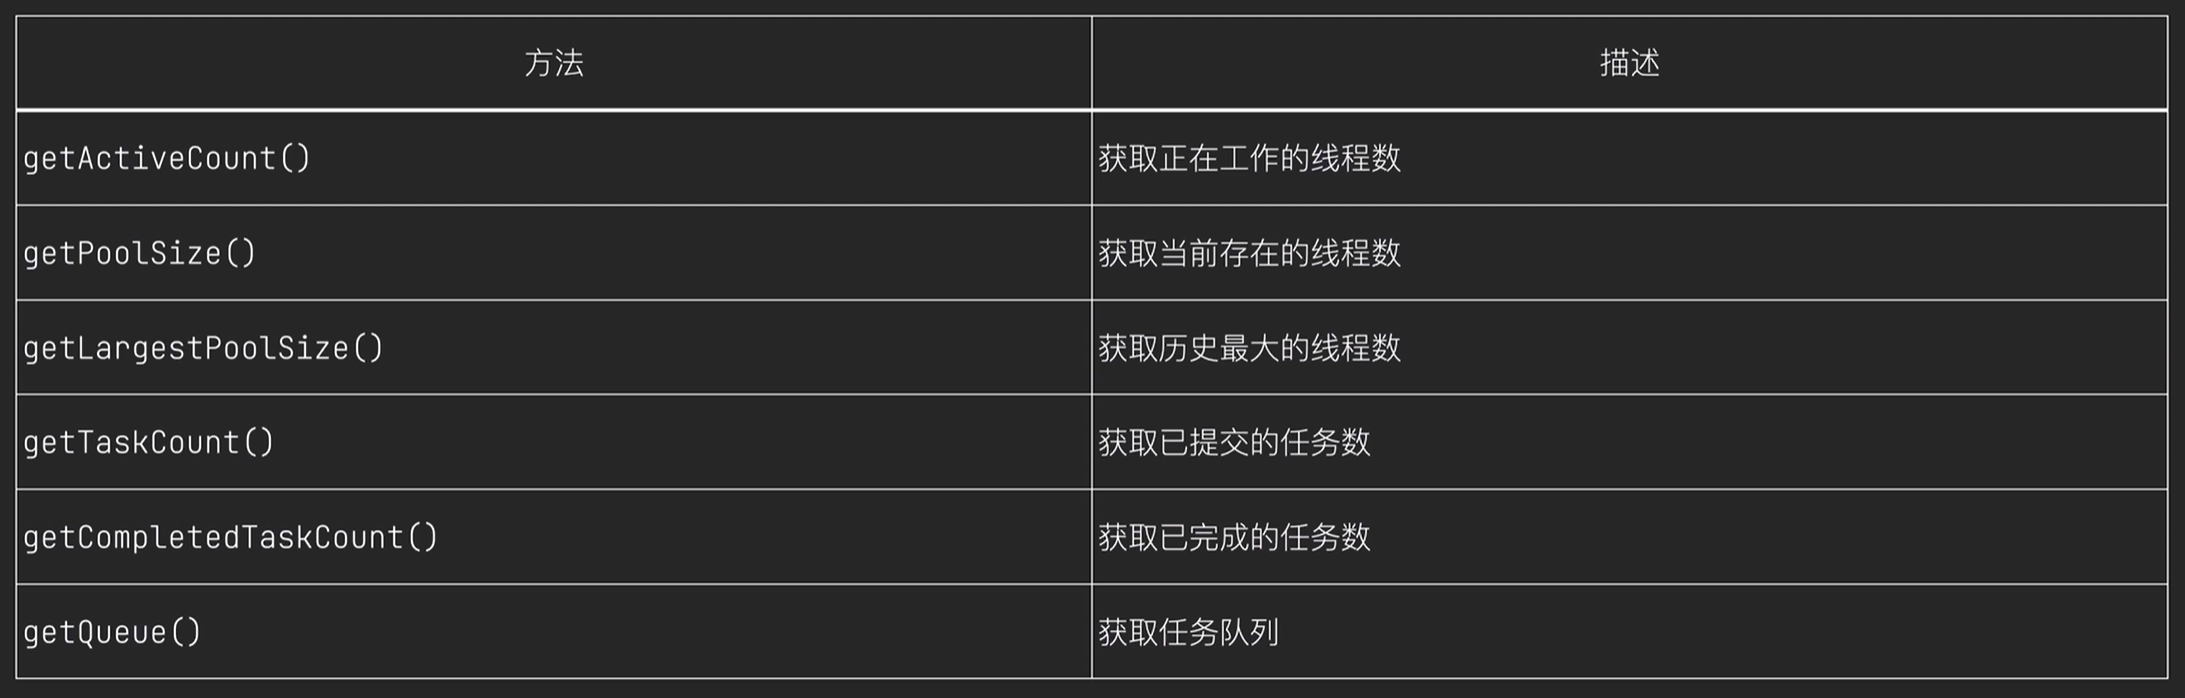 方法 描述
getActiveCount() 获取正在工作的线程数
getPoolSize() 获取当前存在的线程数
getLargestPoolSize() 获取历史最大的线程数
getTaskCount() 获取已提交的任务数
getCompletedTaskCount() 获取已完成的任务数
getQueue() 获取任务队列